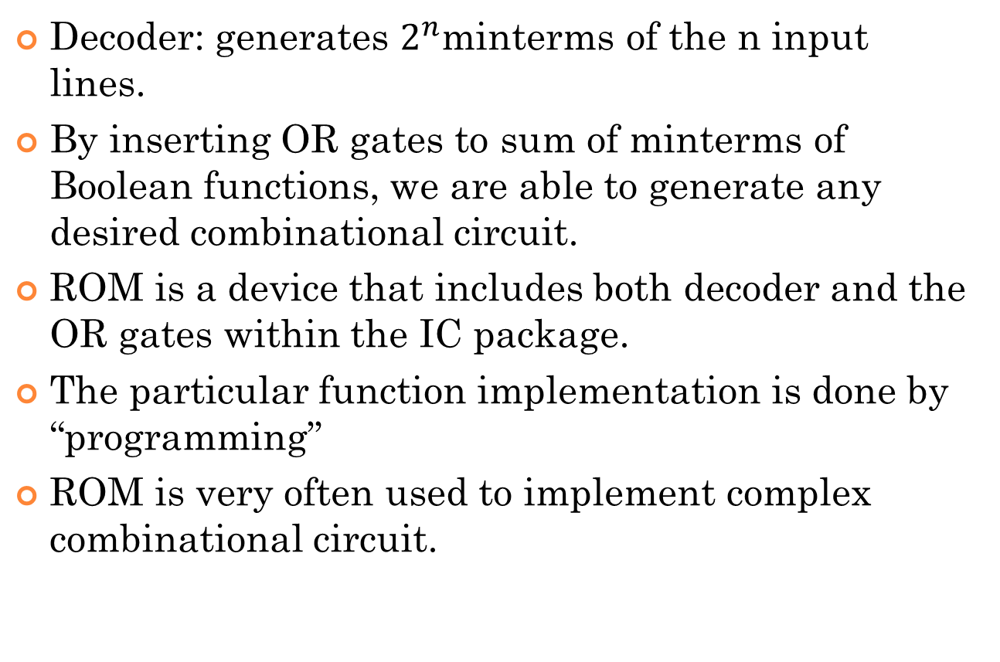 Decoder: generates 2ⁿminterms of the n input
lines.
By inserting OR gates to sum of minterms of
Boolean functions, we are able to generate any
desired combinational circuit.
ROM is a device that includes both decoder and the
OR gates within the IC package.
The particular function implementation is done by
“programming”
ROM is very often used to implement complex
combinational circuit.